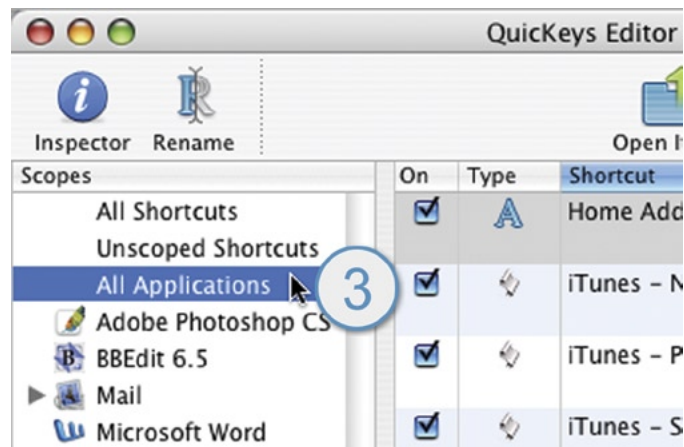 QuicKeys Editor
Inspector Rename
Open
Scopes On Type Shortcut
All Shortcuts
Home
Unscoped Shortcuts
All Applications
3
iTunes –
Adobe Photoshop CS
BBEdit 6.5
iTunes –
Mail
Microsoft Word
iTunes –